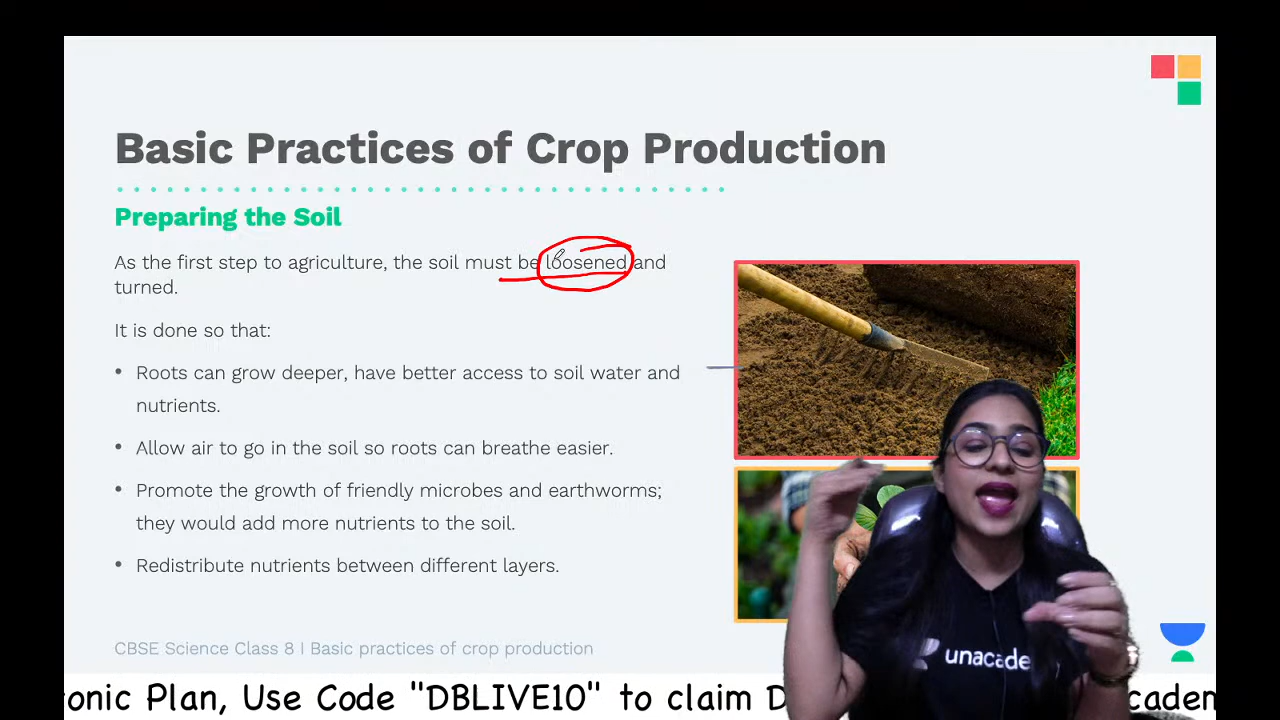 Basic Practices of Crop Production
Preparing the Soil
As the first step to agriculture, the soil must be loosened and
turned.
It is done so that:
• Roots can grow deeper, have better access to soil water and
nutrients.
• Allow air to go in the soil so roots can breathe easier.
• Promote the growth of friendly microbes and earthworms;
they would add more nutrients to the soil.
• Redistribute nutrients between different layers.
unacade
CBSE Science Class 8 I Basic practices of crop production
onic Plan, Use Code "DBLIVE10" to claim D cadem